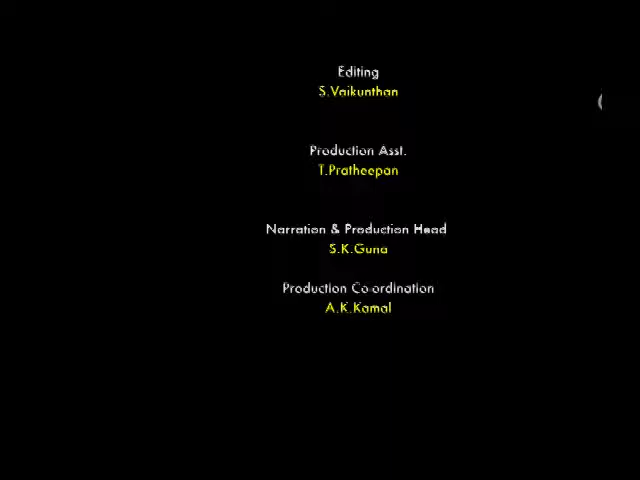 Editing
S.Vaikunthan
Production Asst.
T.Pratheepan
Narration & Production Head
S.K.Guna
Production Co-ordination
A.K.Kamal